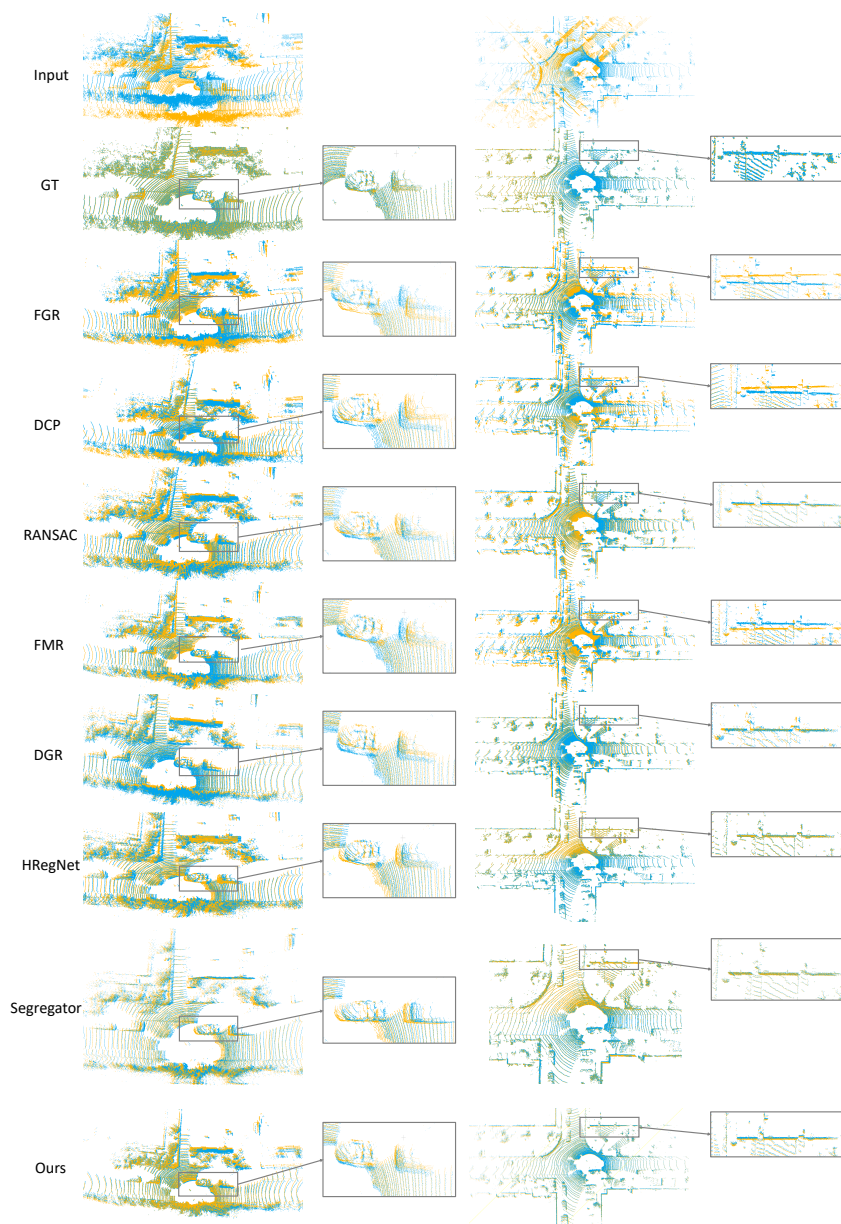 Input
GT
FGR
DCP
RANSAC
FMR
DGR
HRegNet
Segregator
Ours